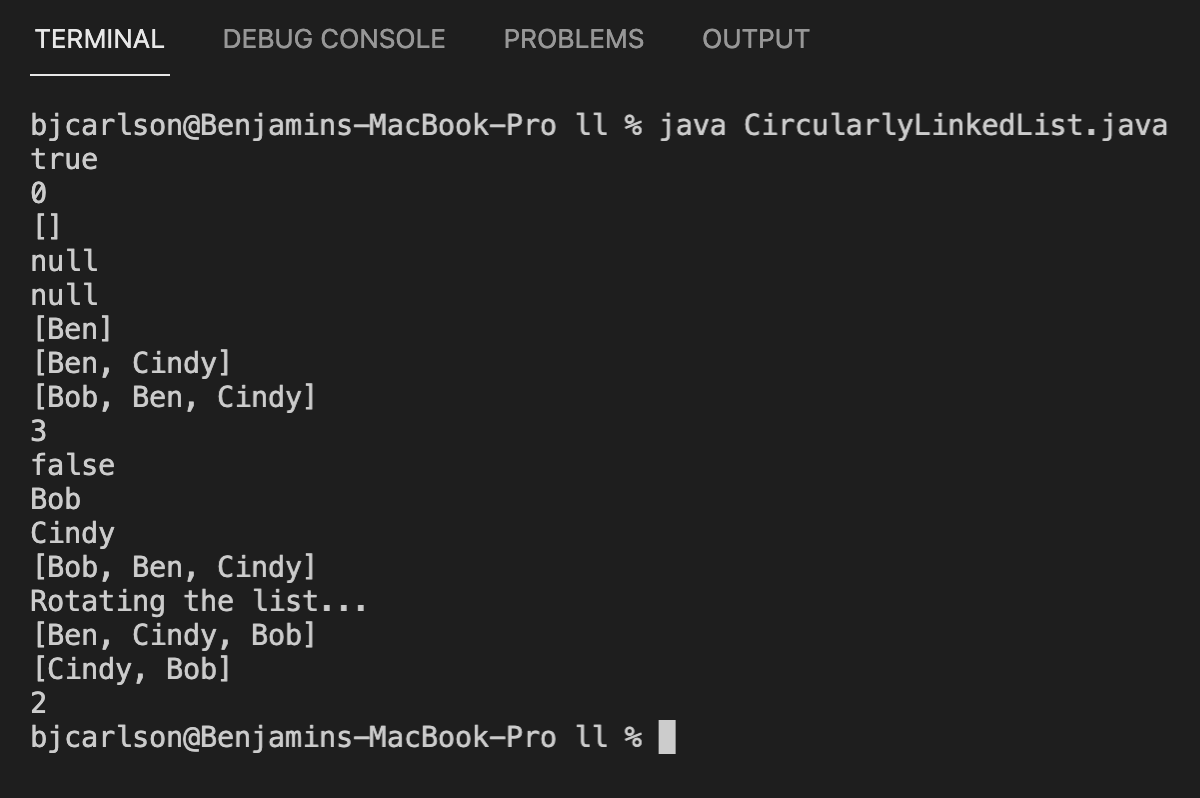 TERMINAL DEBUG CONSOLE PROBLEMS OUTPUT
bjcarlson@Benjamins-MacBook-Pro ll % java CircularlyLinkedList.java
true
0
[]
null
null
[Ben]
[Ben, Cindy]
[Bob, Ben, Cindy]
3
false
Bob
Cindy
[Bob, Ben, Cindy]
Rotating the list...
[Ben, Cindy, Bob]
[Cindy, Bob]
2
bjcarlson@Benjamins-MacBook-Pro ll %